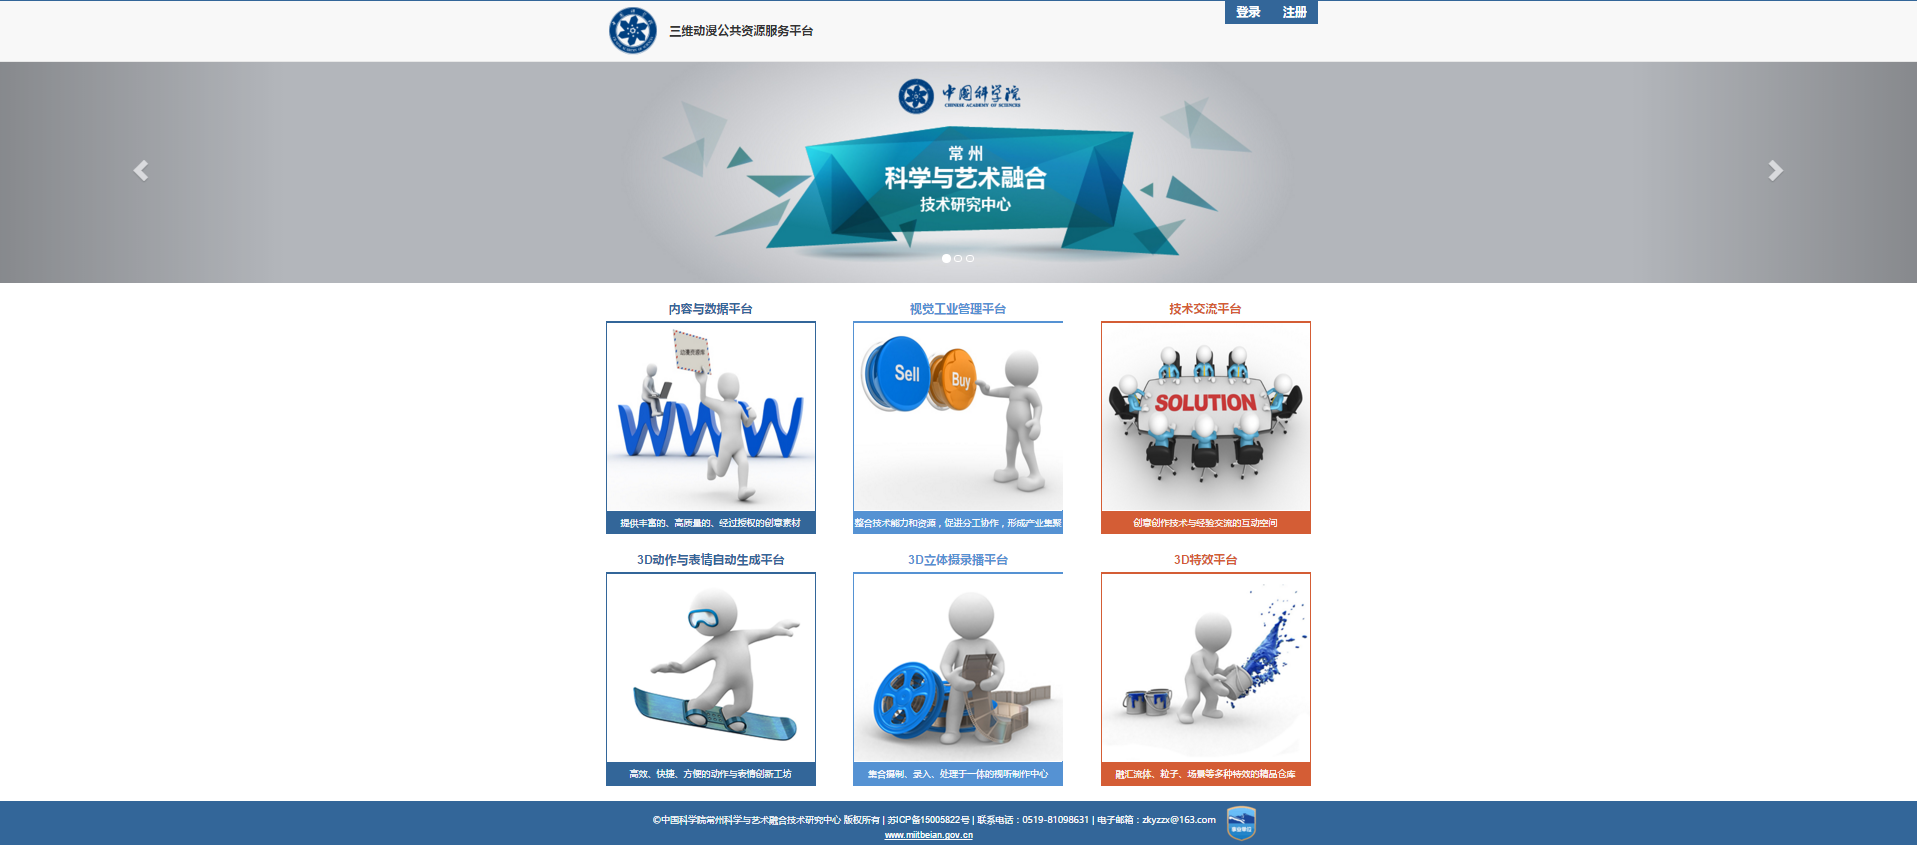 登录 注册
三维动漫公共资源服务平台
中国科学院
CHINESE ACADEMY OF SCIENCES
常 州
科学与艺术融合
技术研究中心
内容与数据平台 视觉工业管理平台 技术交流平台
动漫资源库
WWW
Sell
Buy
SOLUTION
提供丰富的、高质量的、经过授权的创意素材
整合技术能力和资源，促进分工协作，形成产业集聚
创意创作技术与经验交流的互动空间
3D动作与表情自动生成平台 3D立体摄录播平台 3D特效平台
高效、快捷、方便的动作与表情创新工坊
集合摄制、录入、处理于一体的视听制作中心
融汇流体、粒子、场景等多种特效的精品仓库
©中国科学院常州科学与艺术融合技术研究中心 版权所有 | 苏ICP备15005822号 | 联系电话：0519-81098631 | 电子邮箱：zkyzzx@163.com
事业单位
www.miitbeian.gov.cn